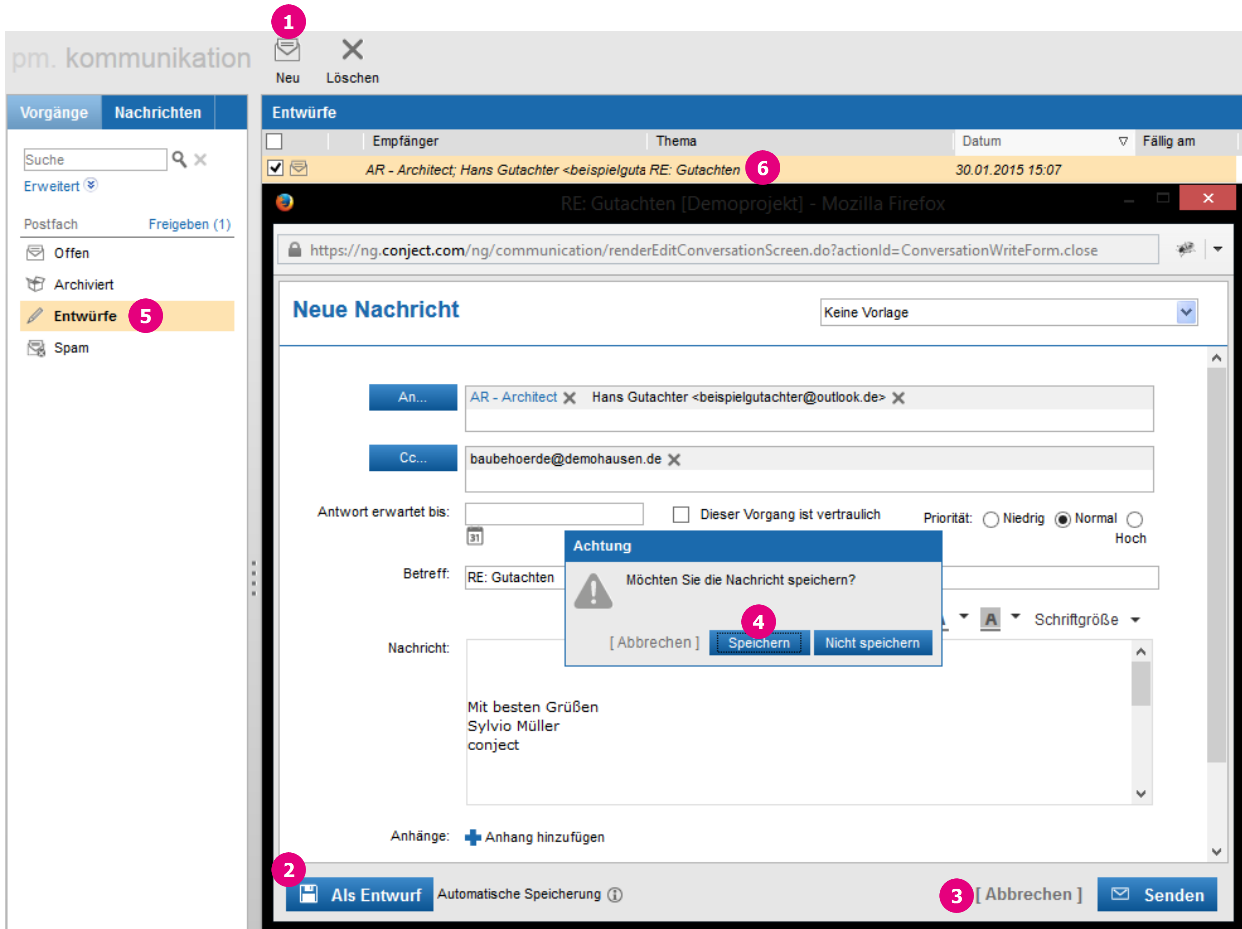 1
pm. kommunikation
Neu
Löschen
Vorgänge
Nachrichten
Suche
Erweitert
Postfach
Freigeben (1)
Offen
Archiviert
Entwürfe
5
Spam
Entwürfe
Empfänger
Thema
Datum
Fällig am
AR - Architect; Hans Gutachter <beispielguta
RE: Gutachten
6
30.01.2015 15:07
RE: Gutachten [Demoprojekt] - Mozilla Firefox
https://ng.conject.com/ng/communication/renderEditConversationScreen.do?actionId=ConversationWriteForm.close
Neue Nachricht
Keine Vorlage
An...
AR - Architect
Hans Gutachter <beispielgutachter@outlook.de>
Cc...
baubehoerde@demohausen.de
Antwort erwartet bis:
31
Dieser Vorgang ist vertraulich
Priorität:
Niedrig
Normal
Hoch
Betreff:
RE: Gutachten
Achtung
Möchten Sie die Nachricht speichern?
4
[ Abbrechen ]
Speichern
Nicht speichern
A
Schriftgröße
Nachricht:
Mit besten Grüßen
Sylvio Müller
conject
Anhänge:
Anhang hinzufügen
2
Als Entwurf
Automatische Speicherung
3
[ Abbrechen ]
Senden